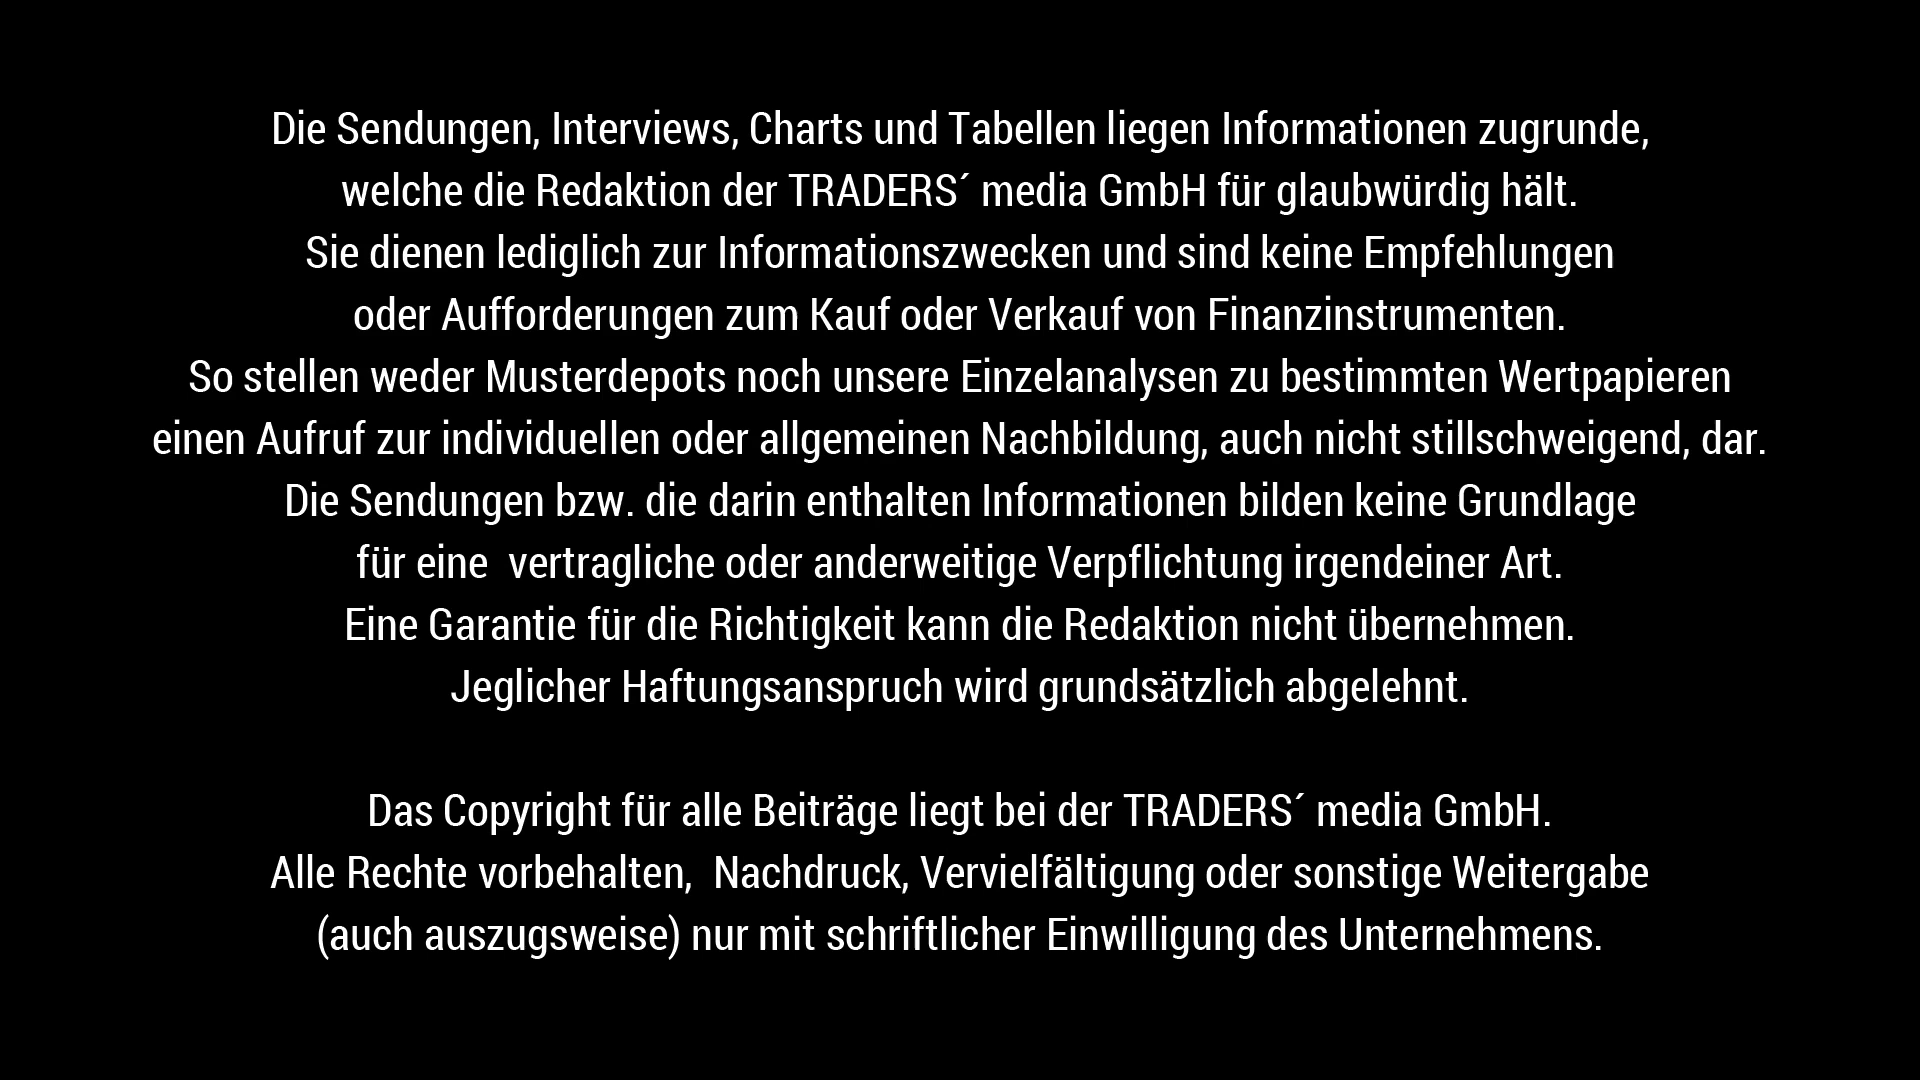 Die Sendungen, Interviews, Charts und Tabellen liegen Informationen zugrunde,
welche die Redaktion der TRADERS´ media GmbH für glaubwürdig hält.
Sie dienen lediglich zur Informationszwecken und sind keine Empfehlungen
oder Aufforderungen zum Kauf oder Verkauf von Finanzinstrumenten.
So stellen weder Musterdepots noch unsere Einzelanalysen zu bestimmten Wertpapieren
einen Aufruf zur individuellen oder allgemeinen Nachbildung, auch nicht stillschweigend, dar.
Die Sendungen bzw. die darin enthalten Informationen bilden keine Grundlage
für eine  vertragliche oder anderweitige Verpflichtung irgendeiner Art.
Eine Garantie für die Richtigkeit kann die Redaktion nicht übernehmen.
Jeglicher Haftungsanspruch wird grundsätzlich abgelehnt.
Das Copyright für alle Beiträge liegt bei der TRADERS´ media GmbH.
Alle Rechte vorbehalten,  Nachdruck, Vervielfältigung oder sonstige Weitergabe
(auch auszugsweise) nur mit schriftlicher Einwilligung des Unternehmens.